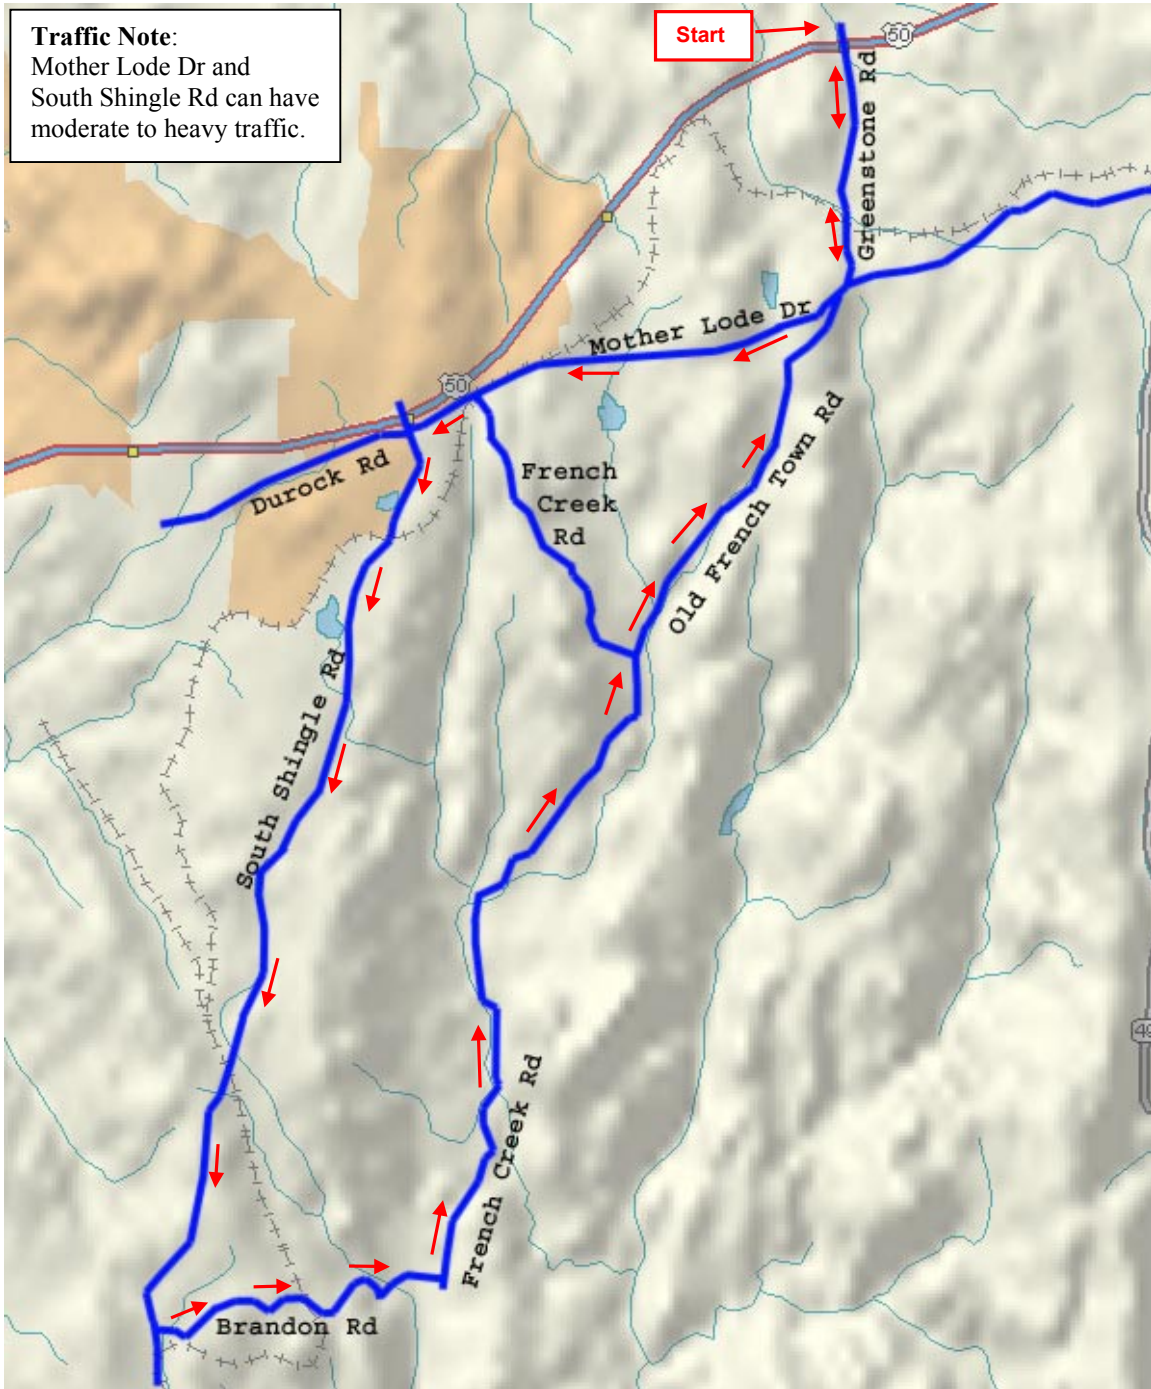 Traffic Note:
Mother Lode Dr and
South Shingle Rd can have
moderate to heavy traffic.
Start
50
Greenstone Rd
Mother Lode Dr
50
Durock Rd
French
Creek
Rd
Old French Town Rd
South Shingle Rd
French Creek Rd
Brandon Rd